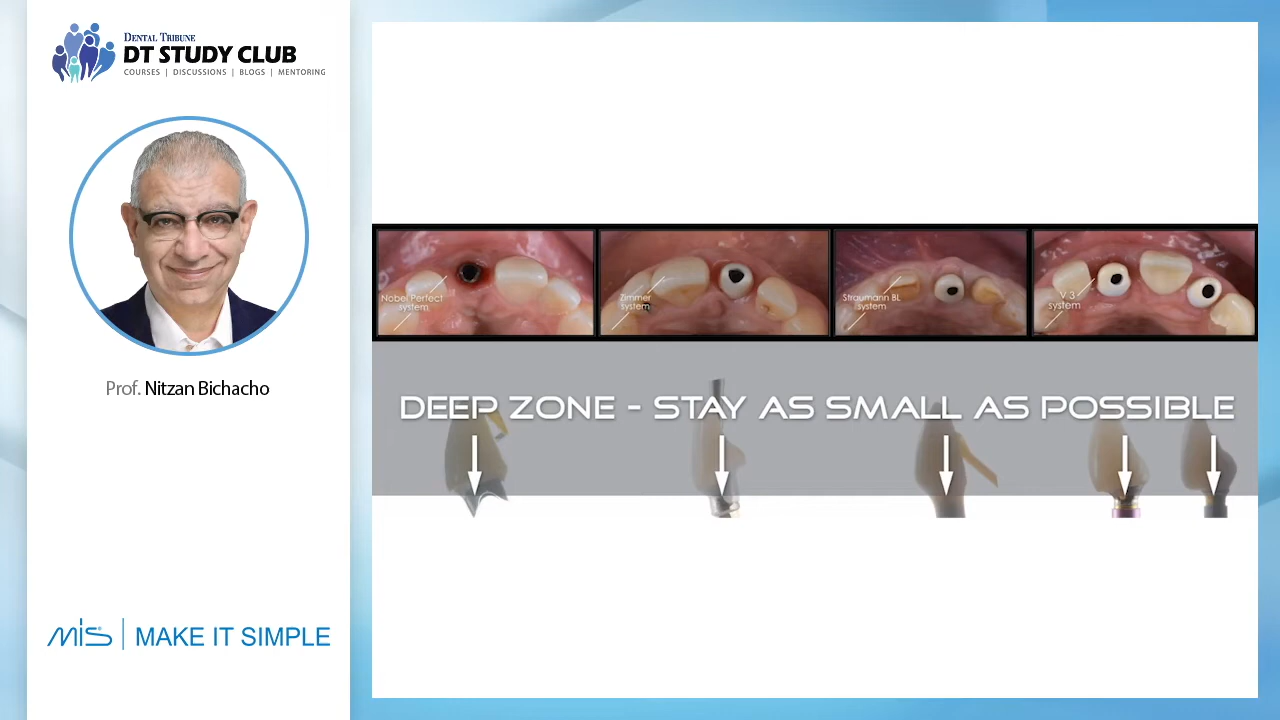 DENTAL TRIBUNE
DT STUDY CLUB
COURSES | DISCUSSIONS | BLOGS | MENTORING
Prof. Nitzan Bichacho
MIS® | MAKE IT SIMPLE
Nobel Perfect
system
Zimmer
system
Straumann BL
system
V 3
system
DEEP ZONE - STAY AS SMALL AS POSSIBLE